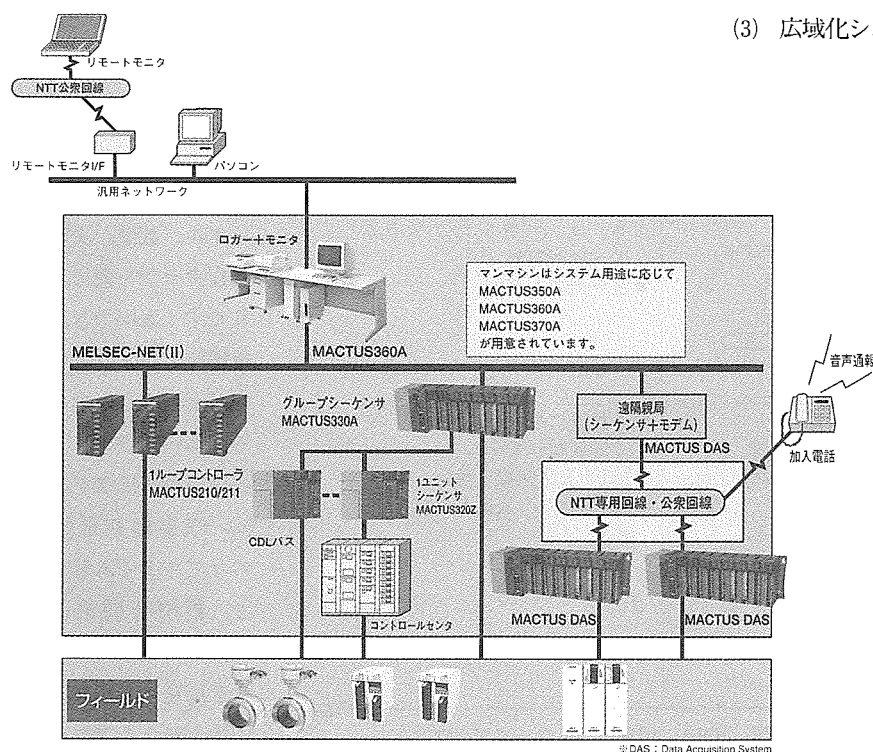 (3) 広域化シ
リモートモニタ
NTT公衆回線
リモートモニタI/F
パソコン
汎用ネットワーク
ロガー+モニタ
マンマシンはシステム用途に応じて
MACTUS350A
MACTUS360A
MACTUS370A
が用意されています。
MELSEC-NET(II)
MACTUS360A
音声通報
グループシーケンサ
MACTUS330A
遠隔親局
(シーケンサ+モデム)
MACTUS DAS
加入電話
1ループコントローラ
MACTUS210/211
1ユニット
シーケンサ
MACTUS320Z
NTT専用回線・公衆回線
CDLバス
コントロールセンタ
MACTUS DAS
MACTUS DAS
フィールド
※DAS:Data Acquisition System